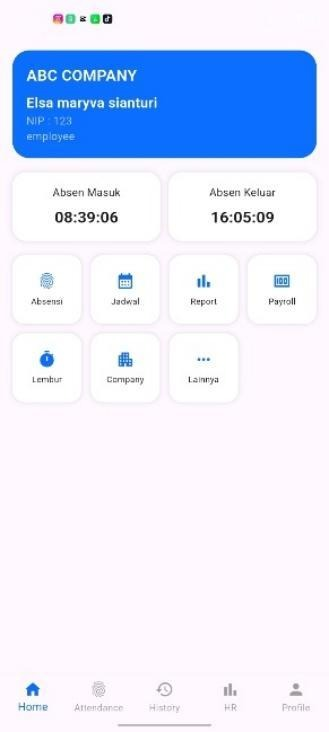 ABC COMPANY
Elsa maryva sianturi
NIP : 123
employee
Absen Masuk
Absen Keluar
08:39:06
16:05:09
Absensi
Jadwal
Report
Payroll
Lembur
Company
Lainnya
Home
Attendance
History
HR
Profile